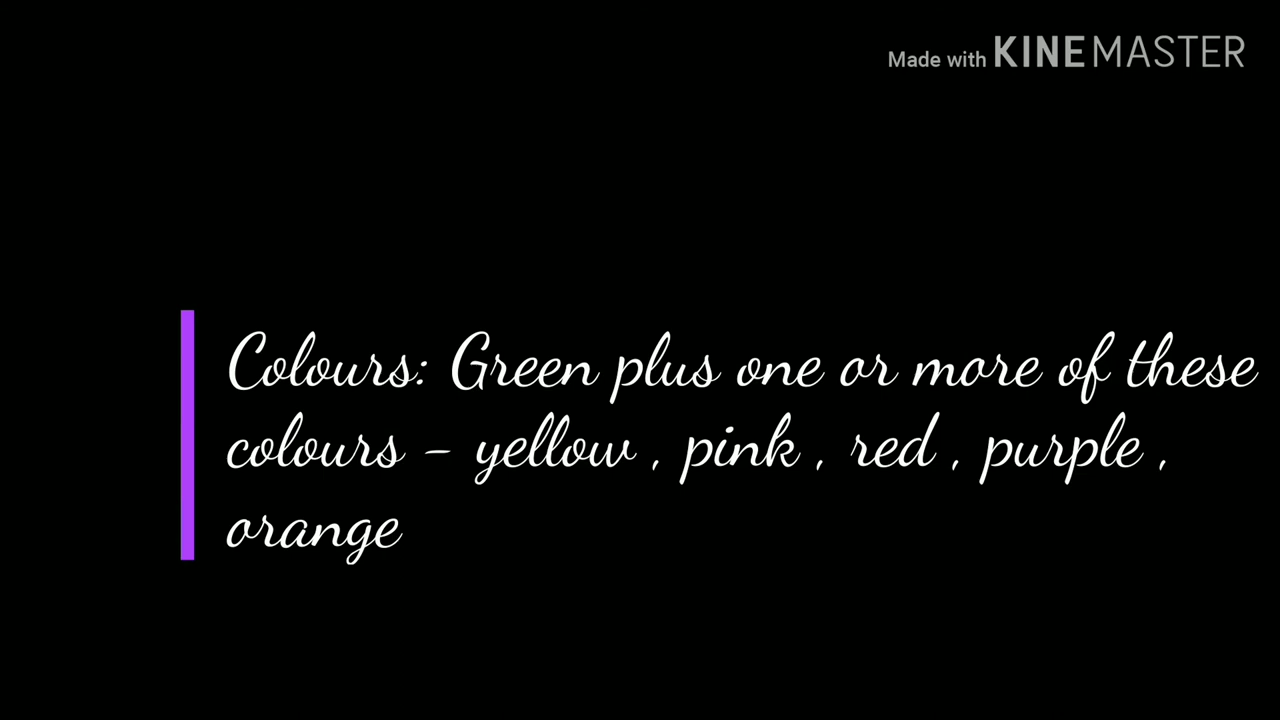 Made with KINEMASTER
Colours: Green plus one or more of these
colours - yellow , pink , red , purple ,
orange